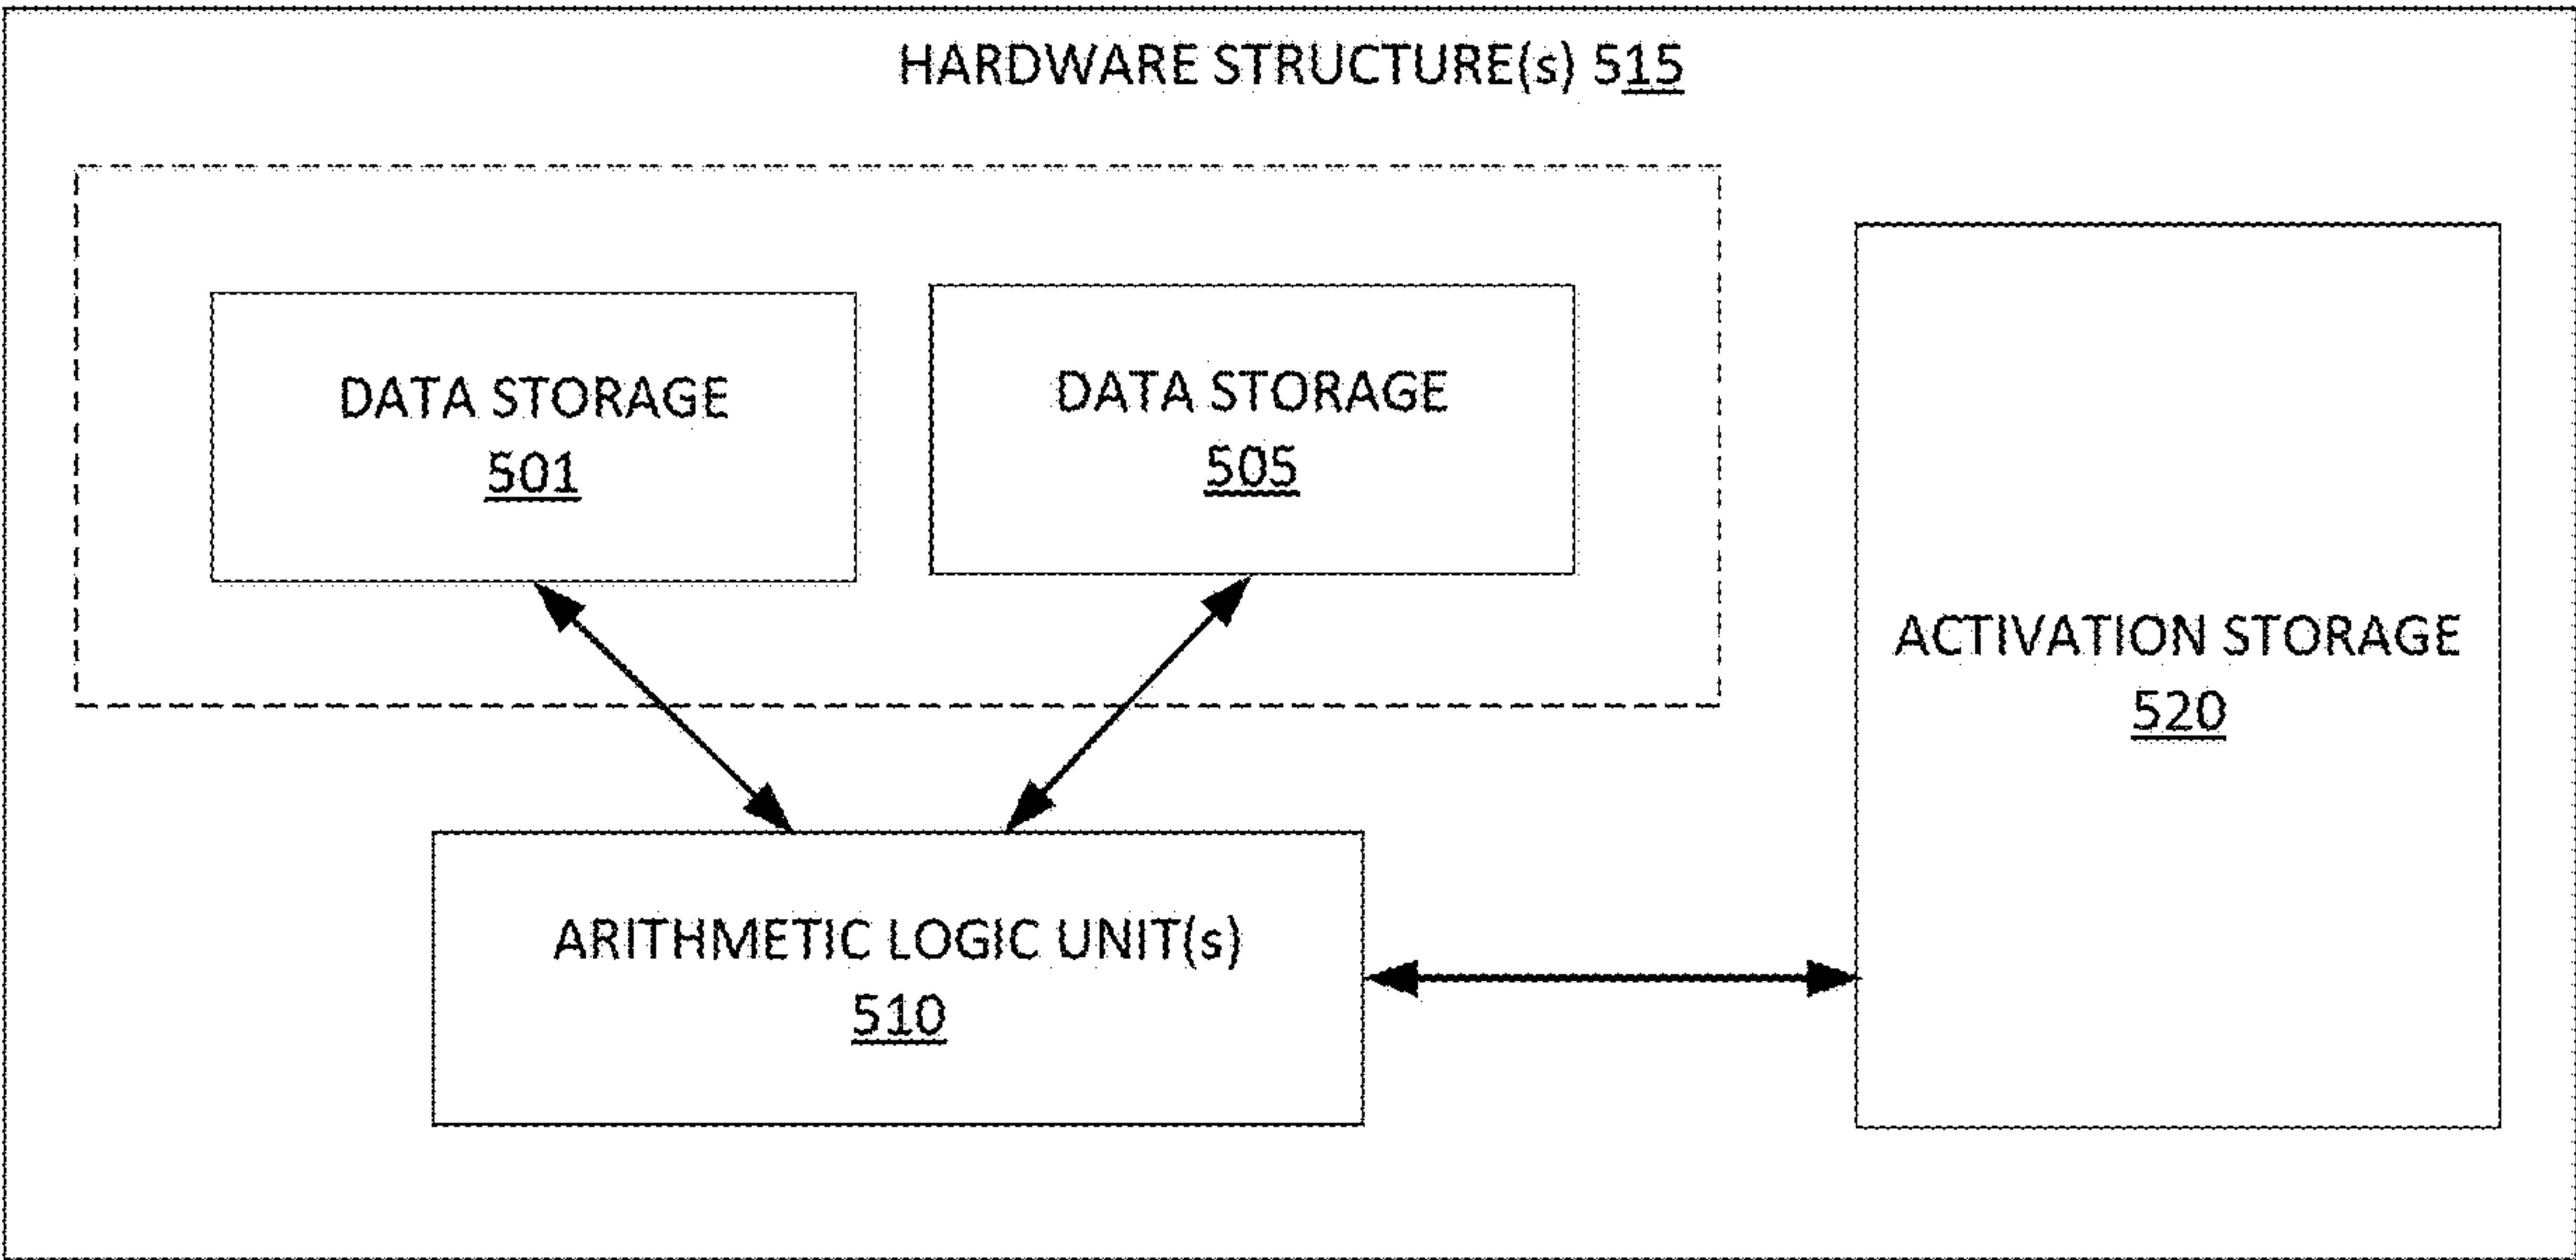 HARDWARE STRUCTURE(s) 515
DATA STORAGE
501
DATA STORAGE
505
ACTIVATION STORAGE
520
ARITHMETIC LOGIC UNIT(s)
510